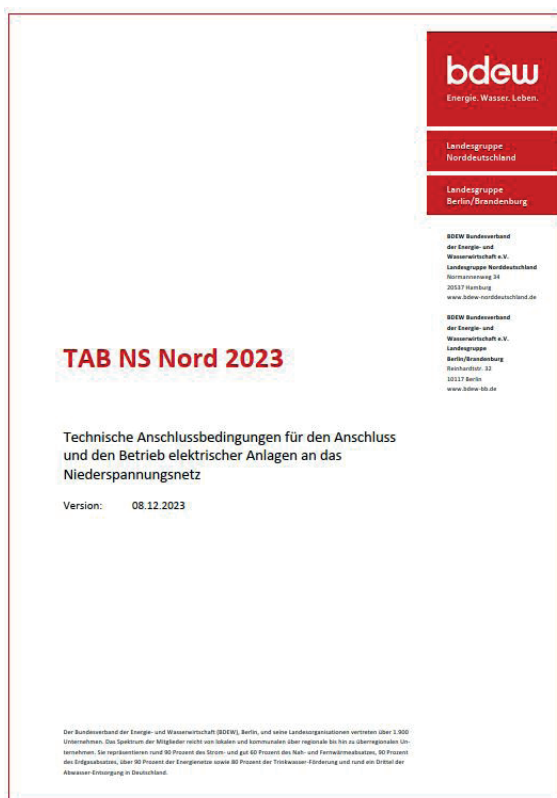 bdew
Energie. Wasser. Leben.
Landesgruppe
Norddeutschland
Landesgruppe
Berlin/Brandenburg
BDEW Bundesverband
der Energie- und
Wasserwirtschaft e.V.
Landesgruppe Norddeutschland
Normannenweg 34
20537 Hamburg
www.bdew-norddeutschland.de
BDEW Bundesverband
der Energie- und
Wasserwirtschaft e.V.
Landesgruppe
Berlin/Brandenburg
Reinhardtstr. 32
10117 Berlin
www.bdew-bb.de
TAB NS Nord 2023
Technische Anschlussbedingungen für den Anschluss
und den Betrieb elektrischer Anlagen an das
Niederspannungsnetz
Version: 08.12.2023
Der Bundesverband der Energie- und Wasserwirtschaft (BDEW), Berlin, und seine Landesorganisationen vertreten über 1.900
Unternehmen. Das Spektrum der Mitglieder reicht von lokalen und kommunalen über regionale bis hin zu überregionalen Un-
ternehmen. Sie repräsentieren rund 90 Prozent des Strom- und gut 60 Prozent des Nah- und Fernwärmeabsatzes, 90 Prozent
des Erdgasabsatzes, über 90 Prozent der Energienetze sowie 80 Prozent der Trinkwasser-Förderung und rund ein Drittel der
Abwasser-Entsorgung in Deutschland.